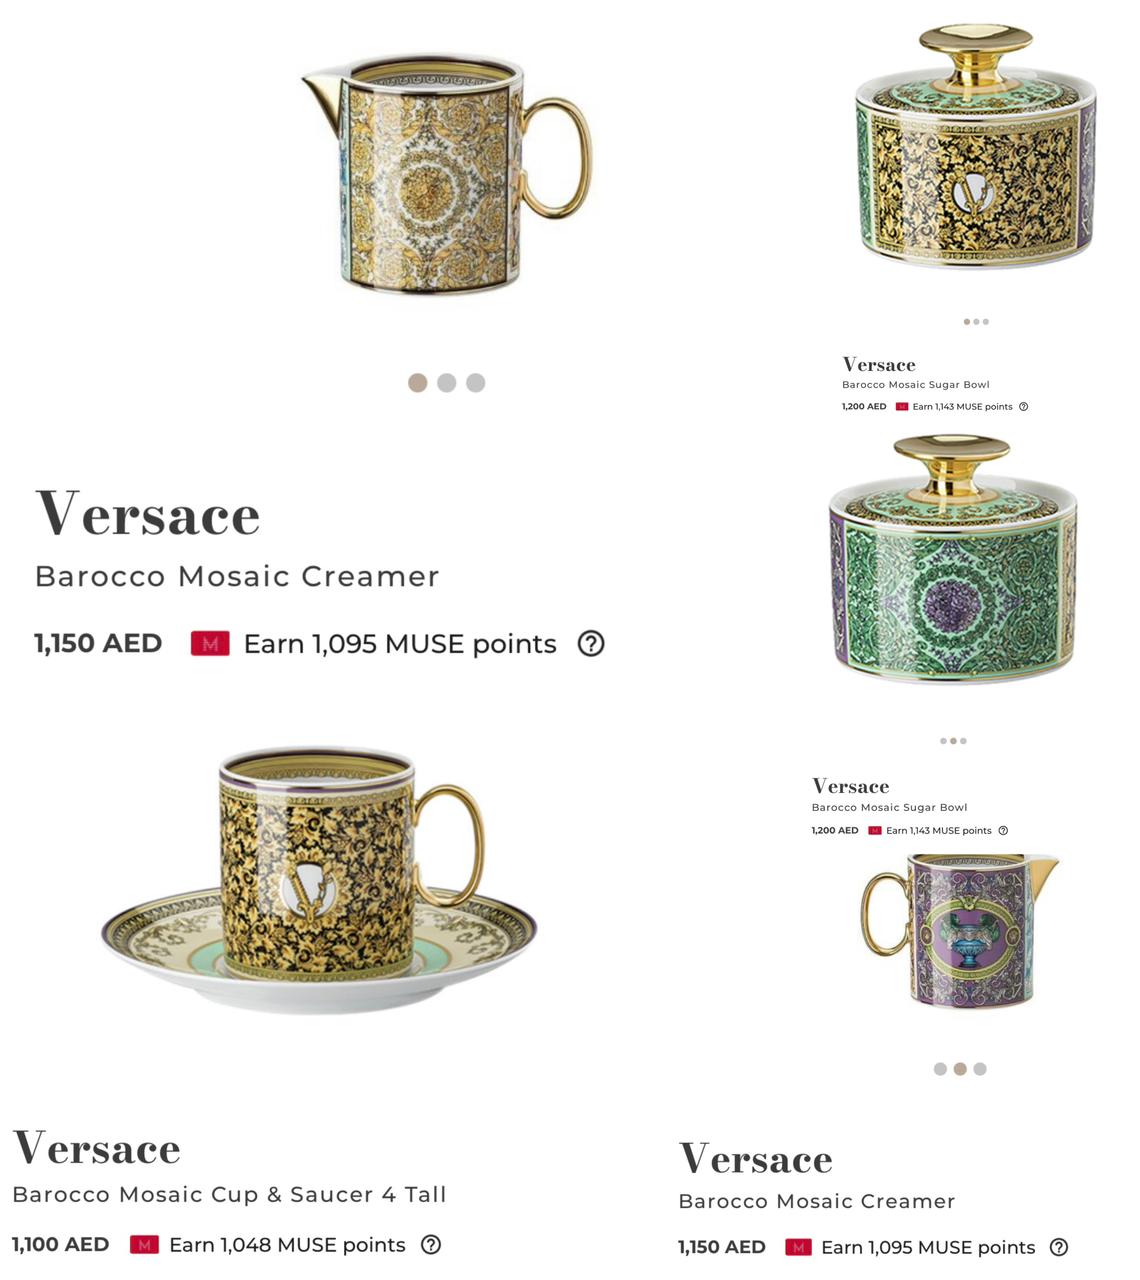 Versace
Barocco Mosaic Creamer
1,150 AED M Earn 1,095 MUSE points ?
Versace
Barocco Mosaic Sugar Bowl
1,200 AED M Earn 1,143 MUSE points ?
Versace
Barocco Mosaic Sugar Bowl
1,200 AED M Earn 1,143 MUSE points ?
V
Versace
Barocco Mosaic Cup & Saucer 4 Tall
1,100 AED M Earn 1,048 MUSE points ?
Versace
Barocco Mosaic Creamer
1,150 AED M Earn 1,095 MUSE points ?